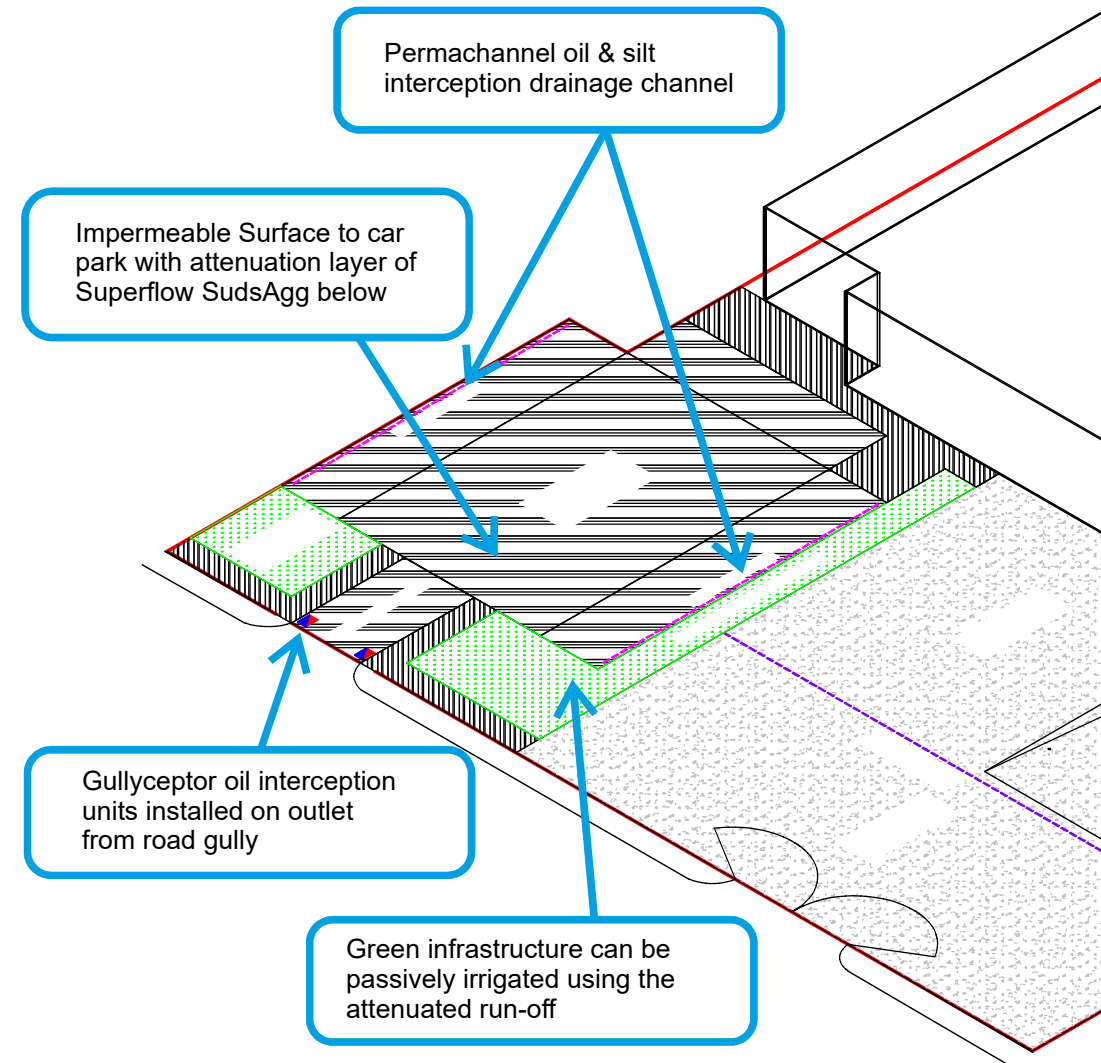 Permachannel oil & silt
interception drainage channel
Impermeable Surface to car
park with attenuation layer of
Superflow SudsAgg below
Gullyceptor oil interception
units installed on outlet
from road gully
Green infrastructure can be
passively irrigated using the
attenuated run-off